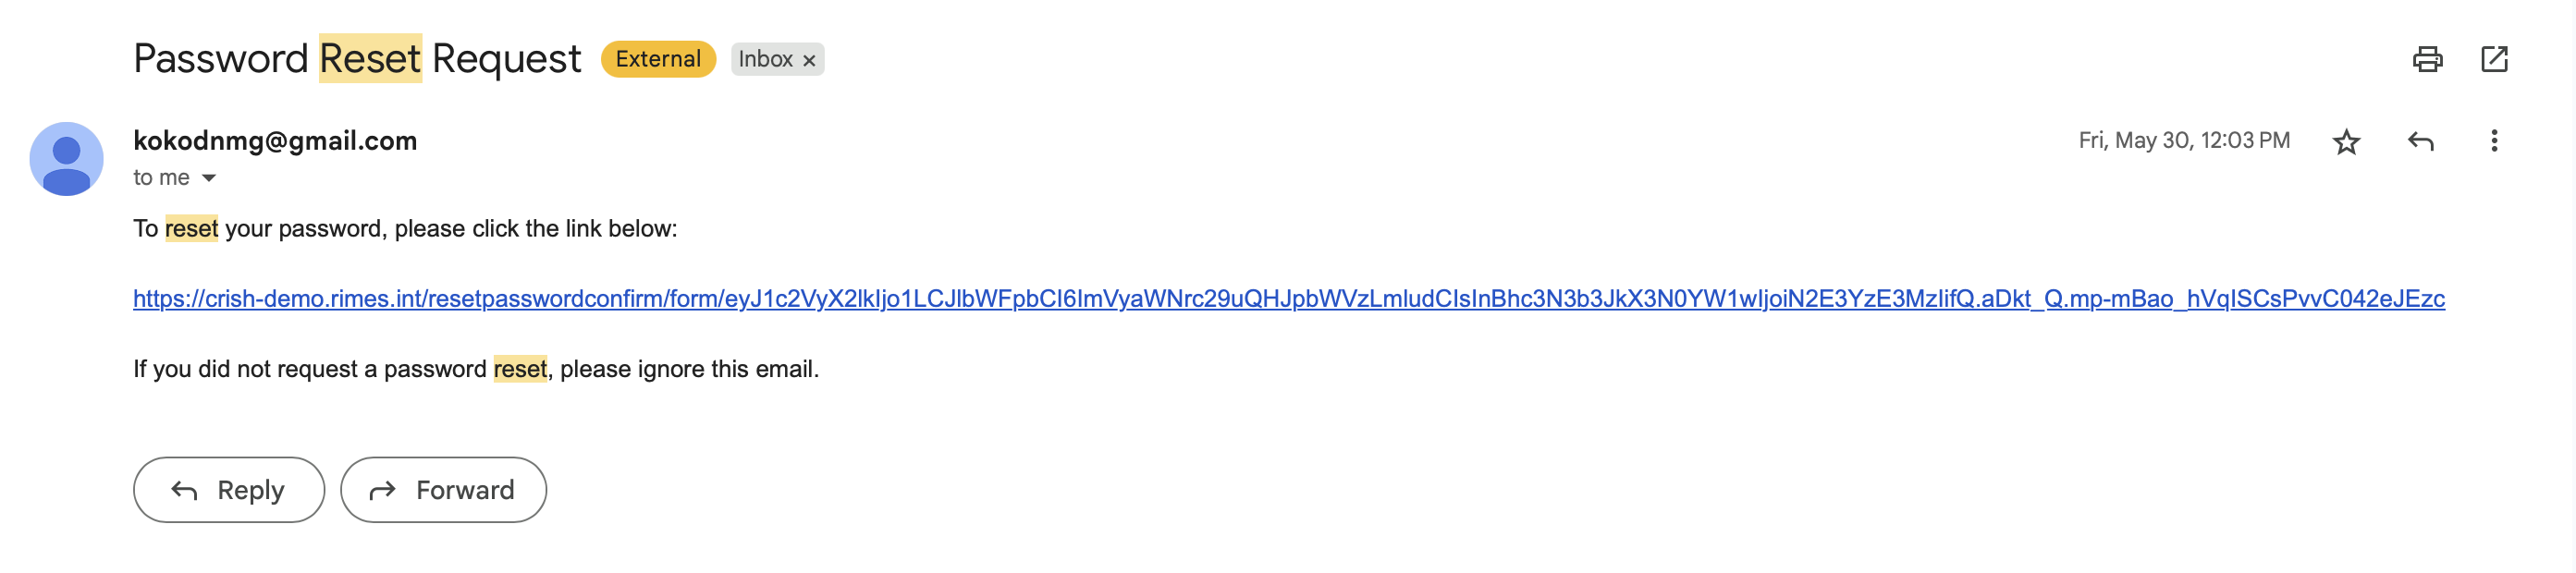 Password Reset Request External Inbox ×
kokodnmg@gmail.com Fri, May 30, 12:03 PM
to me
To reset your password, please click the link below:
https://crish-demo.rimes.int/resetpasswordconfirm/form/eyJ1c2VyX2lkIjo1LCJlbWFpbCI6ImVyaWNrc29uQHJpbWVzLmludCIsInBhc3N3b3JkX3N0YW1wIjoiN2E3YzE3MzIifQ.aDkt_Q.mp-mBao_hVqISCsPvvC042eJEzc
If you did not request a password reset, please ignore this email.
Reply Forward